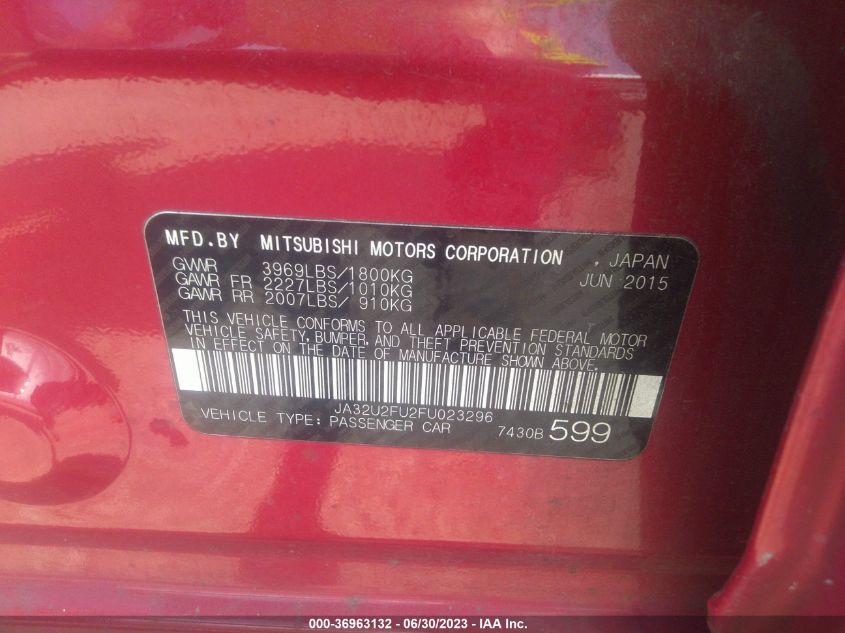 MFD.BY MITSUBISHI MOTORS CORPORATION , JAPAN
GVWR 3969LBS/1800KG JUN 2015
GAWR FR 2227LBS/1010KG
GAWR RR 2007LBS/ 910KG
THIS VEHICLE CONFORMS TO ALL APPLICABLE FEDERAL MOTOR
VEHICLE SAFETY, BUMPER, AND THEFT PREVENTION STANDARDS
IN EFFECT ON THE DATE OF MANUFACTURE SHOWN ABOVE.
JA32U2FU2FU023296
VEHICLE TYPE: PASSENGER CAR 7430B 599
000-36963132 - 06/30/2023 - IAA Inc.